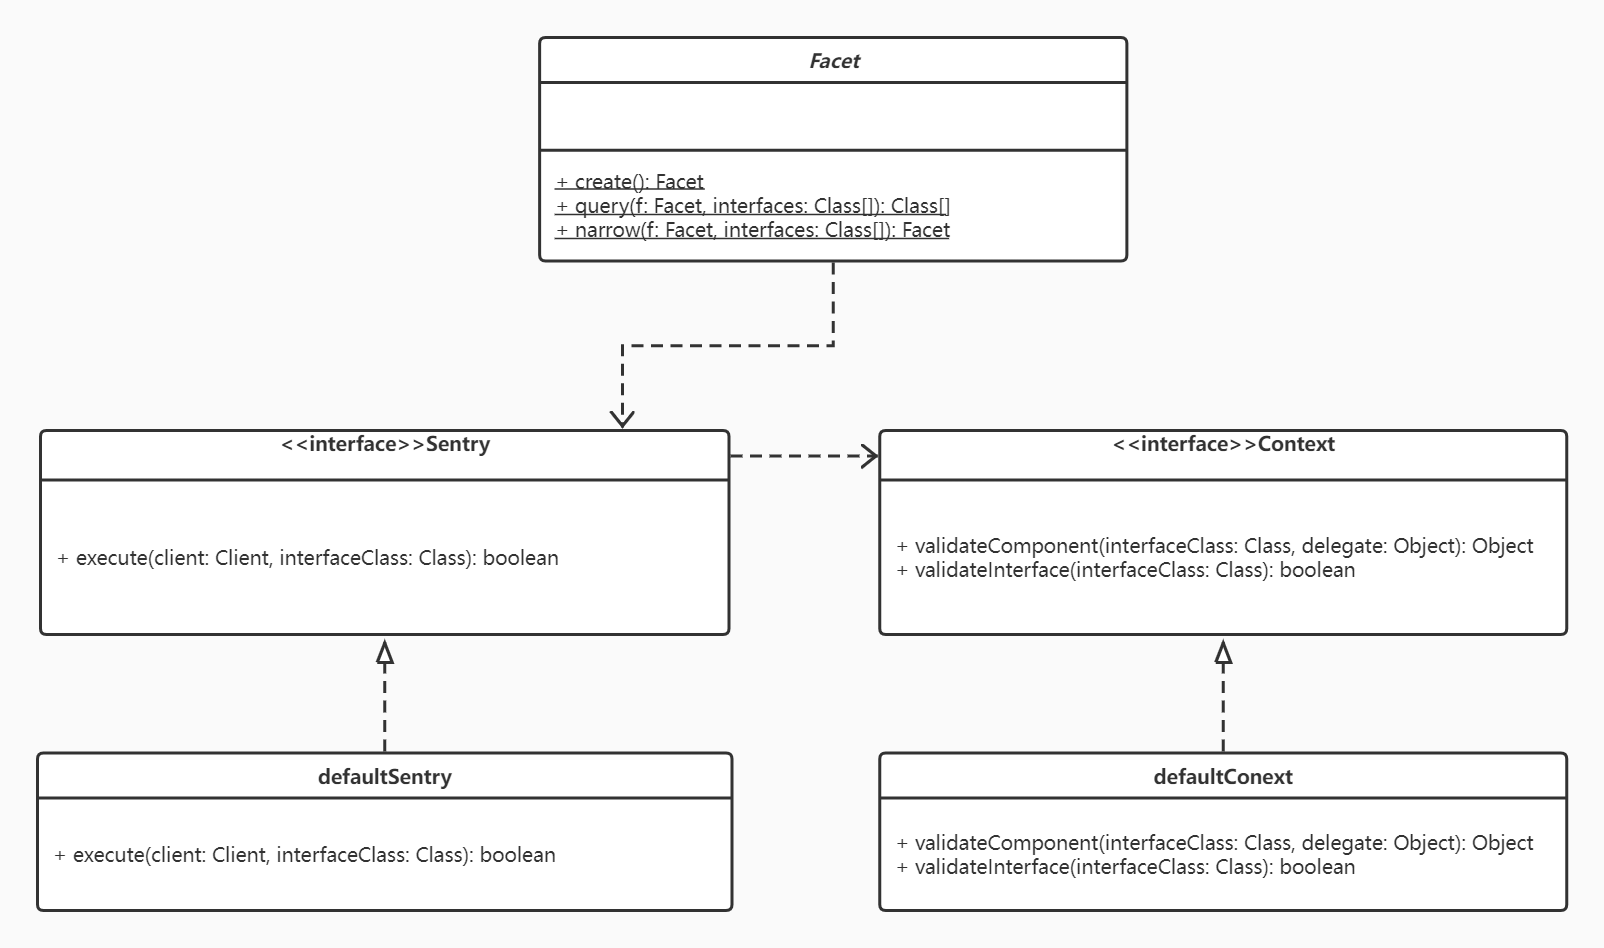 Facet
+ create(): Facet
+ query(f: Facet, interfaces: Class[]): Class[]
+ narrow(f: Facet, interfaces: Class[]): Facet
<<interface>>Sentry
+ execute(client: Client, interfaceClass: Class): boolean
<<interface>>Context
+ validateComponent(interfaceClass: Class, delegate: Object): Object
+ validateInterface(interfaceClass: Class): boolean
defaultSentry
+ execute(client: Client, interfaceClass: Class): boolean
defaultConext
+ validateComponent(interfaceClass: Class, delegate: Object): Object
+ validateInterface(interfaceClass: Class): boolean